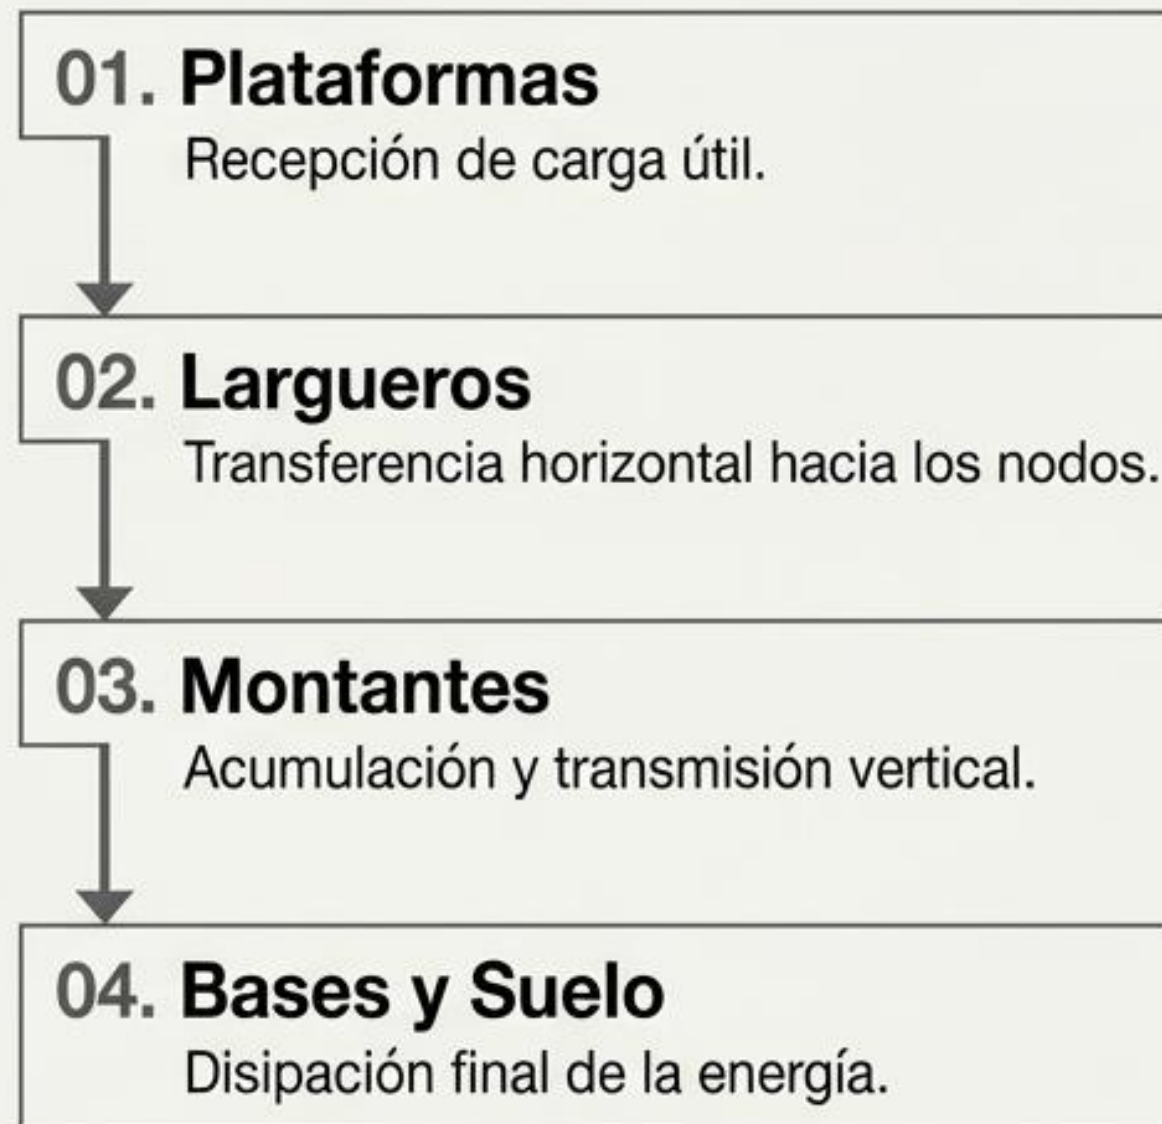 01. Plataformas
Recepción de carga útil.
02. Largueros
Transferencia horizontal hacia los nodos.
03. Montantes
Acumulación y transmisión vertical.
04. Bases y Suelo
Disipación final de la energía.